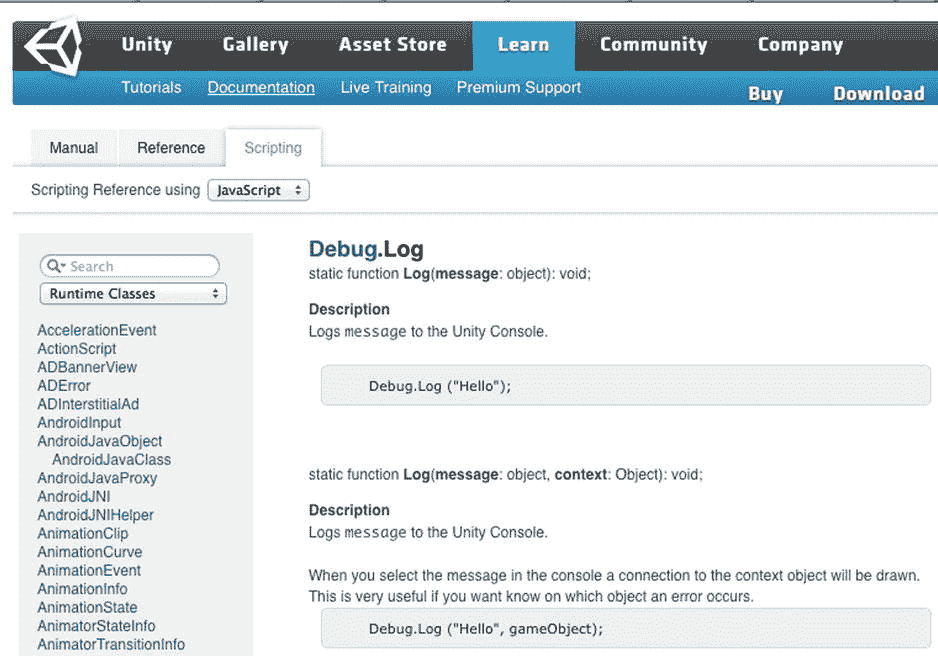 Unity Gallery Asset Store Learn Community Company
Tutorials Documentation Live Training Premium Support
Buy Download
Manual Reference Scripting
Scripting Reference using JavaScript
Search
Runtime Classes
AccelerationEvent
ActionScript
ADBannerView
ADError
ADInterstitialAd
AndroidInput
AndroidJavaObject
AndroidJavaClass
AndroidJavaProxy
AndroidJNI
AndroidJNIHelper
AnimationClip
AnimationCurve
AnimationEvent
AnimationInfo
AnimationState
AnimatorStateInfo
AnimatorTransitionInfo
Debug.Log
static function Log(message: object): void;
Description
Logs message to the Unity Console.
Debug.Log ("Hello");
static function Log(message: object, context: Object): void;
Description
Logs message to the Unity Console.
When you select the message in the console a connection to the context object will be drawn.
This is very useful if you want know on which object an error occurs.
Debug.Log ("Hello", gameObject);